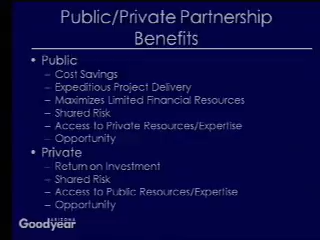 Public/Private Partnership
Benefits
• Public
– Cost Savings
– Expeditious Project Delivery
– Maximizes Limited Financial Resources
– Shared Risk
– Access to Private Resources/Expertise
– Opportunity
• Private
– Return on Investment
– Shared Risk
– Access to Public Resources/Expertise
– Opportunity
ARIZONA
Goodyear